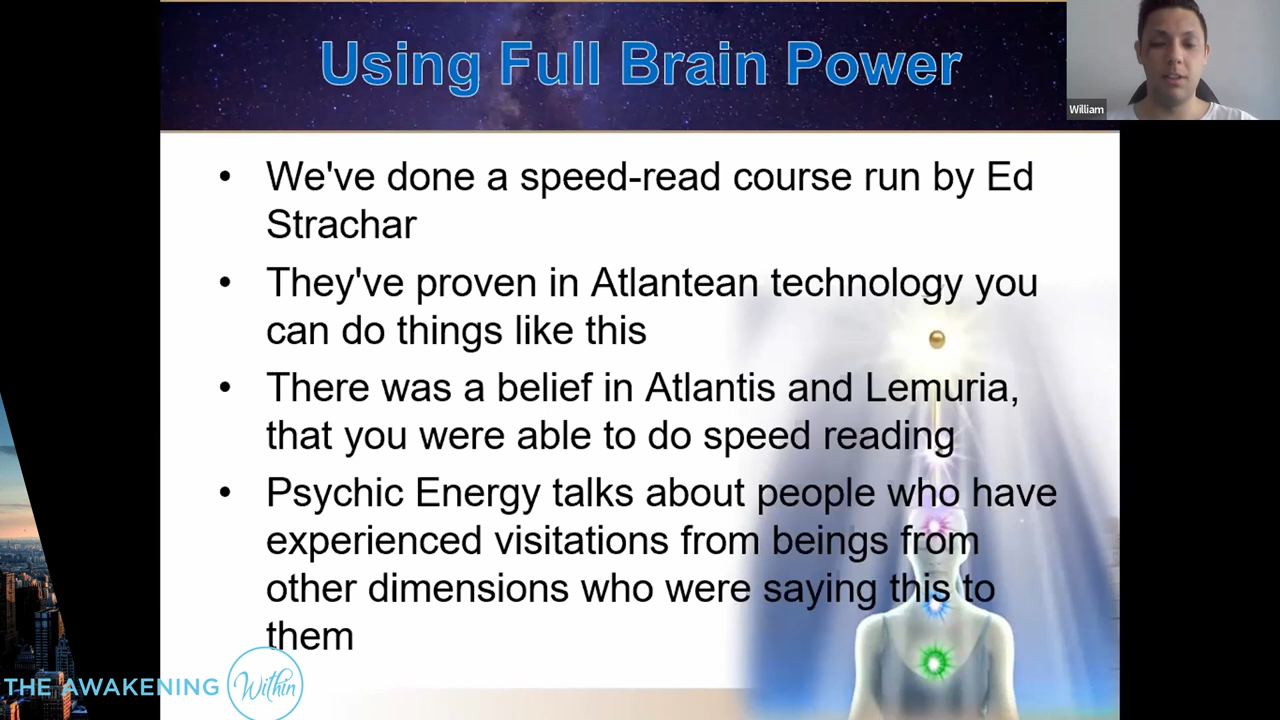 Using Full Brain Power
William
• We've done a speed-read course run by Ed
Strachar
• They've proven in Atlantean technology you
can do things like this
• There was a belief in Atlantis and Lemuria,
that you were able to do speed reading
• Psychic Energy talks about people who have
experienced visitations from beings from
other dimensions who were saying this to
them
THE AWAKENING Within